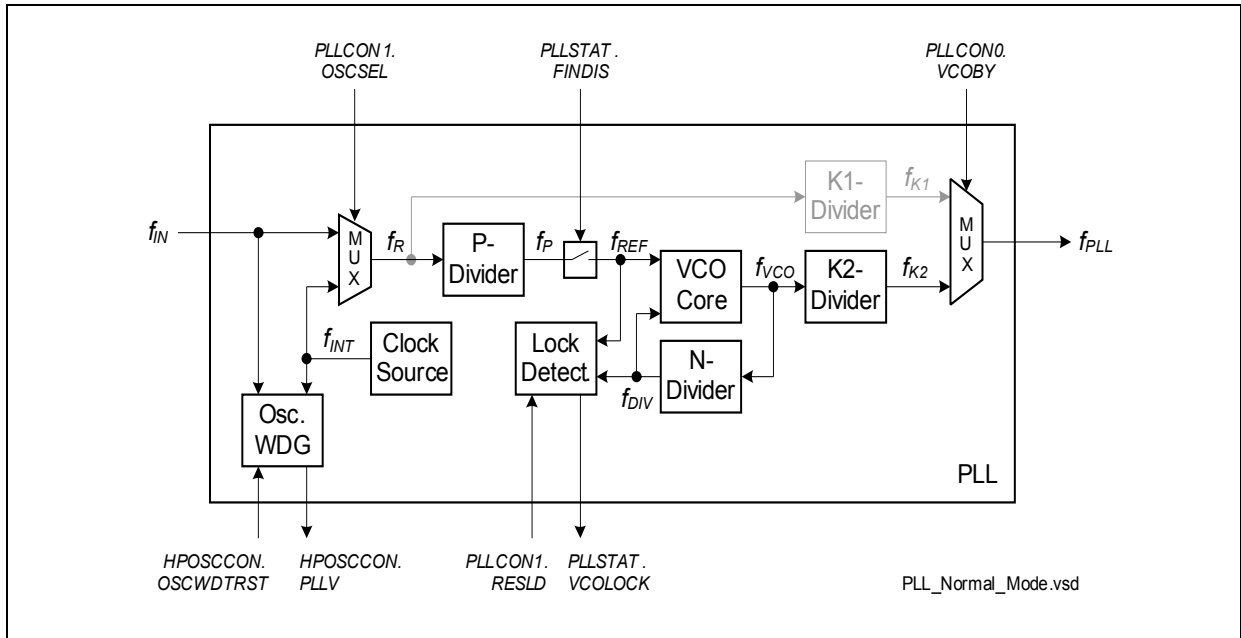 PLLCON1.
OSCSEL
PLLSTAT.
FINDIS
PLLCON0.
VCOBY
K1-
Divider
fK1
fIN
MUX
fR
P-
Divider
fP
fREF
VCO
Core
fVCO
K2-
Divider
fK2
MUX
fPLL
fINT
Clock
Source
Lock
Detect.
fDIV
N-
Divider
Osc.
WDG
PLL
HPOSCCON.
OSCWDTRST
HPOSCCON.
PLLV
PLLCON1.
RESLD
PLLSTAT.
VCOLOCK
PLL_Normal_Mode.vsd